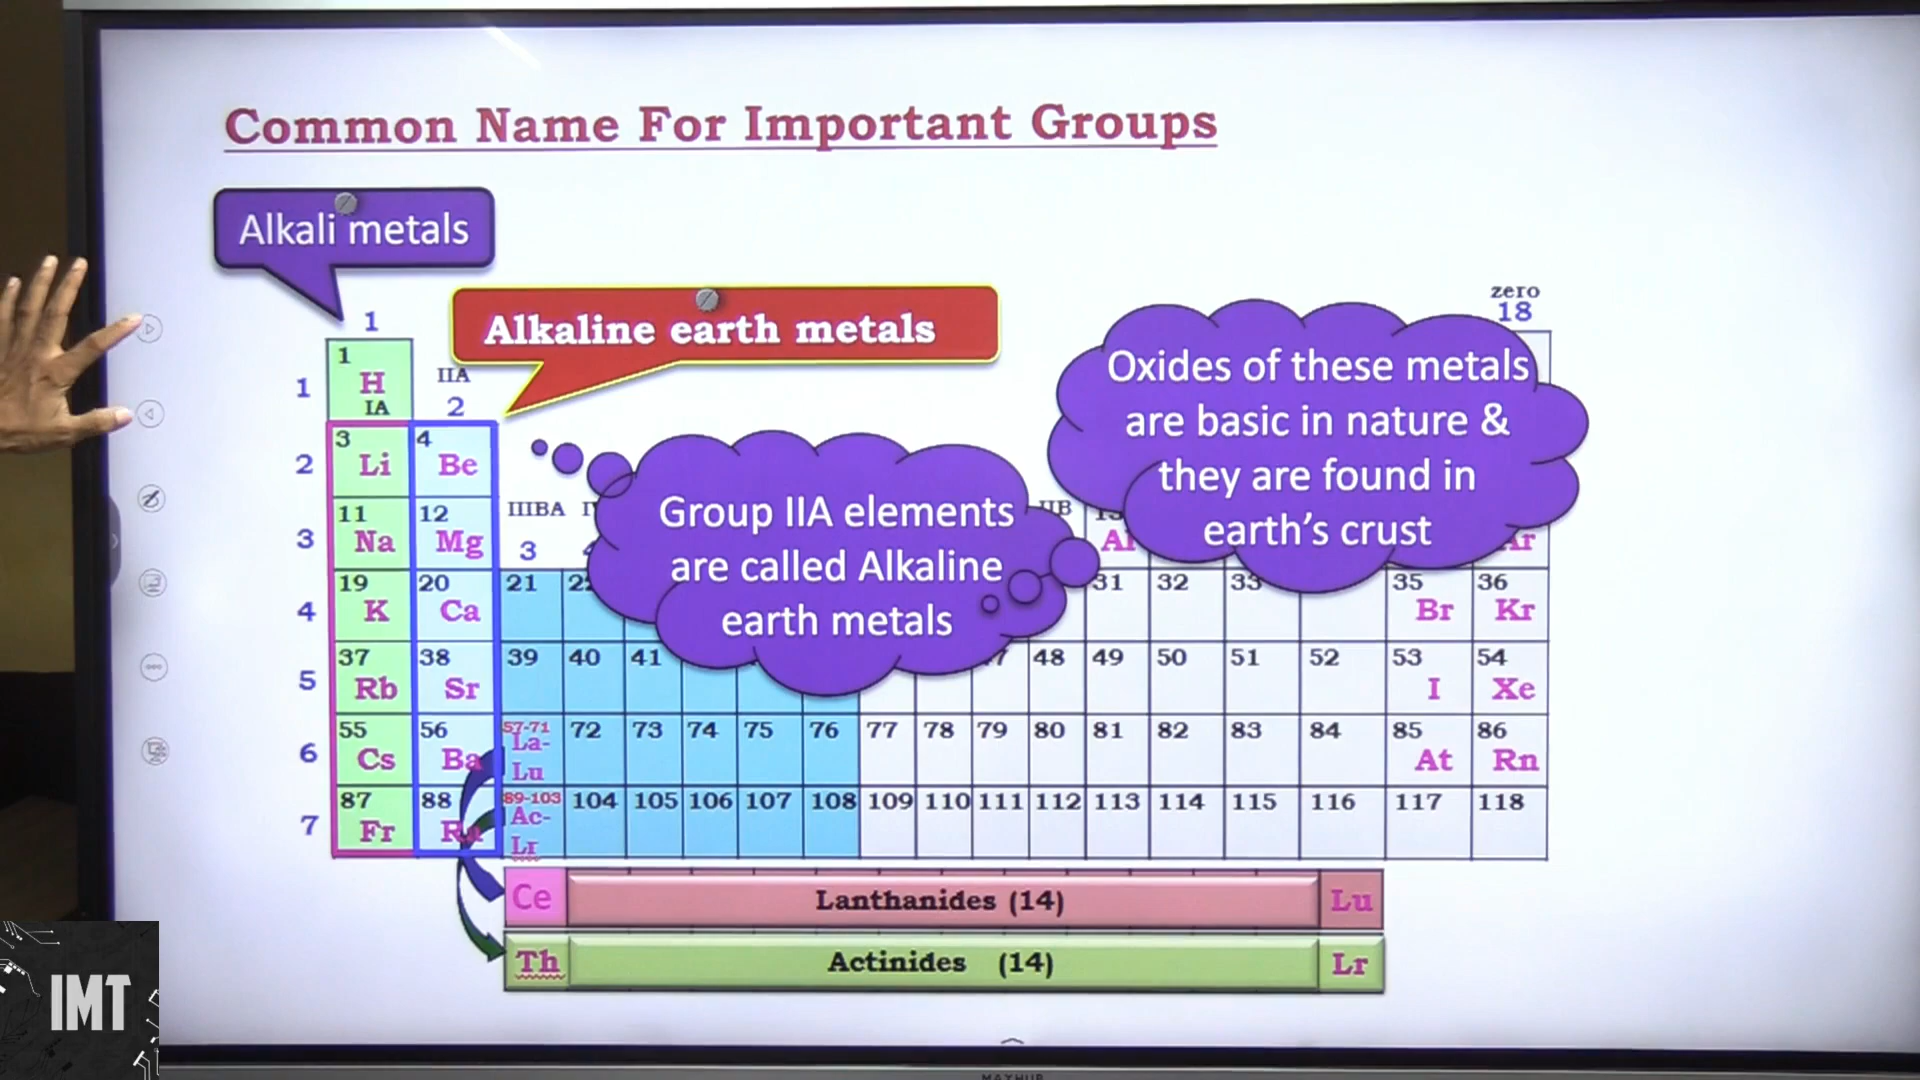 Common Name For Important Groups
Alkali metals
Alkaline earth metals
zero
18
Oxides of these metals
are basic in nature &
they are found in
earth's crust
Group IIA elements
are called Alkaline
earth metals
1
IIA
2
1
1
H
IA
2
3
Li
4
Be
IIIBA
3
3
11
Na
12
Mg
Al
4
19
K
20
Ca
21
31
32
33
35
Br
36
Kr
5
37
Rb
38
Sr
39
40
41
48
49
50
51
52
53
I
54
Xe
6
55
Cs
56
Ba
57-71
La-
Lu
72
73
74
75
76
77
78
79
80
81
82
83
84
85
At
86
Rn
7
87
Fr
88
Ra
89-103
Ac-
Lr
104
105
106
107
108
109
110
111
112
113
114
115
116
117
118
Ce
Lanthanides (14)
Lu
Th
Actinides (14)
Lr
IMT